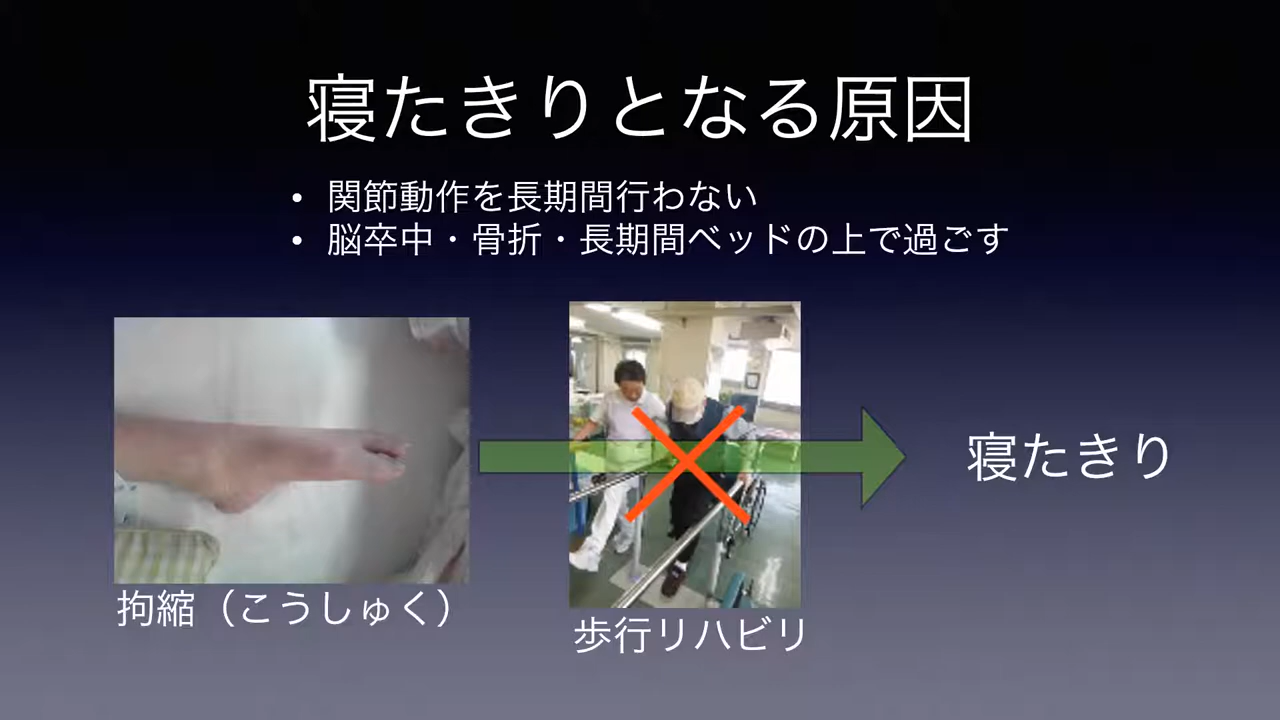 寝たきりとなる原因
• 関節動作を長期間行わない
• 脳卒中・骨折・長期間ベッドの上で過ごす
寝たきり
拘縮（こうしゅく）
歩行リハビリ